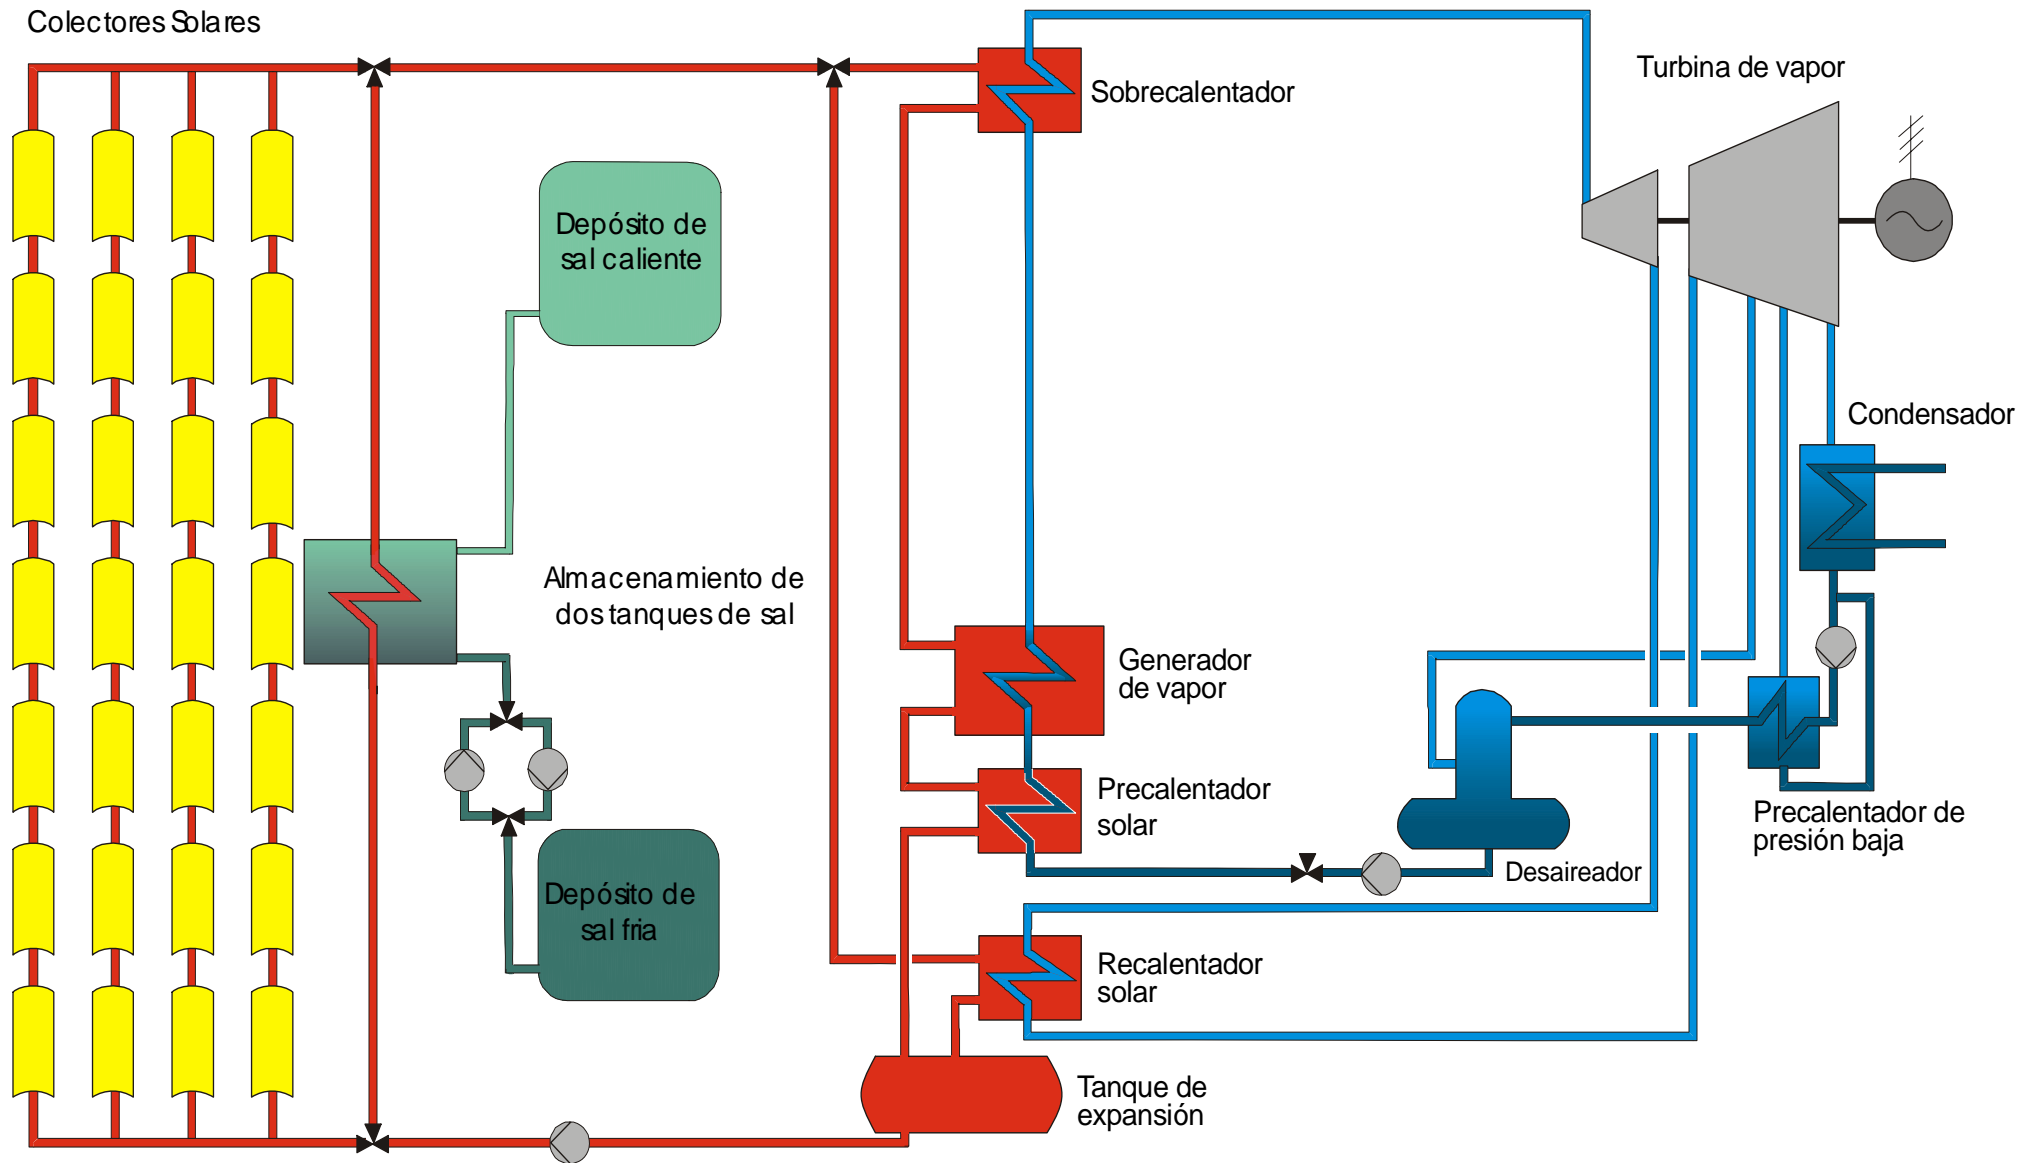 Colectores Solares
Turbina de vapor
Sobrecalentador
Depósito de
sal caliente
Condensador
Almacenamiento de
dos tanques de sal
Generador
de vapor
Precalentador
solar
Precalentador de
presión baja
Desaireador
Depósito de
sal fria
Recalentador
solar
Tanque de
expansión